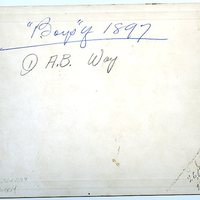 "Boys" of 1897
① A.B. Way